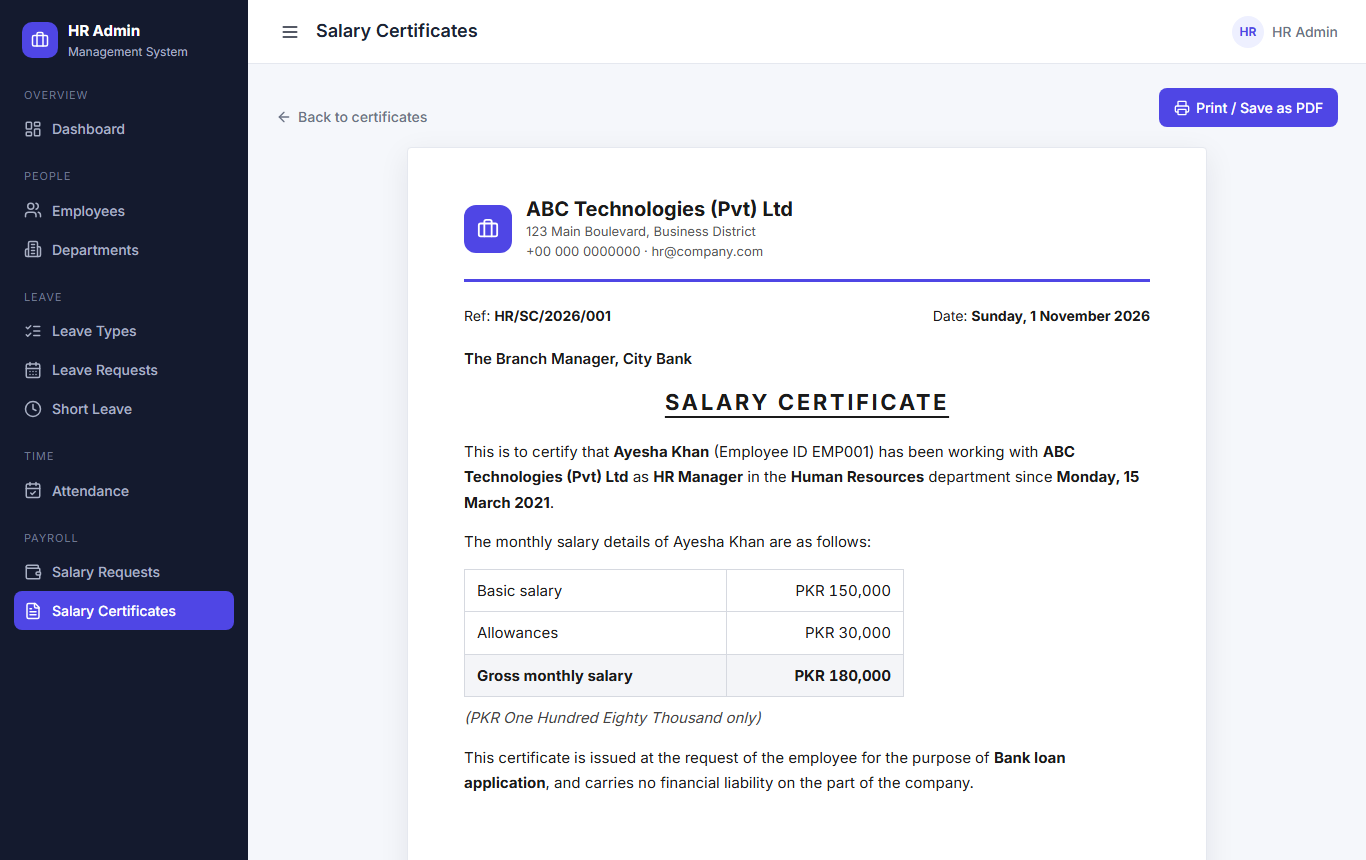 HR Admin
Management System
OVERVIEW
Dashboard
PEOPLE
Employees
Departments
LEAVE
Leave Types
Leave Requests
Short Leave
TIME
Attendance
PAYROLL
Salary Requests
Salary Certificates
Salary Certificates
HR HR Admin
Back to certificates
Print / Save as PDF
ABC Technologies (Pvt) Ltd
123 Main Boulevard, Business District
+00 000 0000000 · hr@company.com
Ref: HR/SC/2026/001 Date: Sunday, 1 November 2026
The Branch Manager, City Bank
SALARY CERTIFICATE
This is to certify that Ayesha Khan (Employee ID EMP001) has been working with ABC
Technologies (Pvt) Ltd as HR Manager in the Human Resources department since Monday, 15
March 2021.
The monthly salary details of Ayesha Khan are as follows:
Basic salary PKR 150,000
Allowances PKR 30,000
Gross monthly salary PKR 180,000
(PKR One Hundred Eighty Thousand only)
This certificate is issued at the request of the employee for the purpose of Bank loan
application, and carries no financial liability on the part of the company.